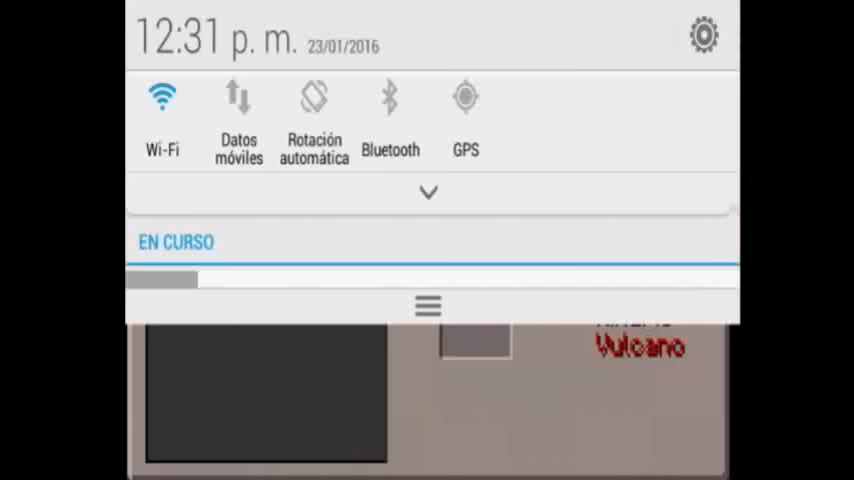 12:31 p. m. 23/01/2016
Wi-Fi
Datos móviles
Rotación automática
Bluetooth
GPS
EN CURSO
Vulcano